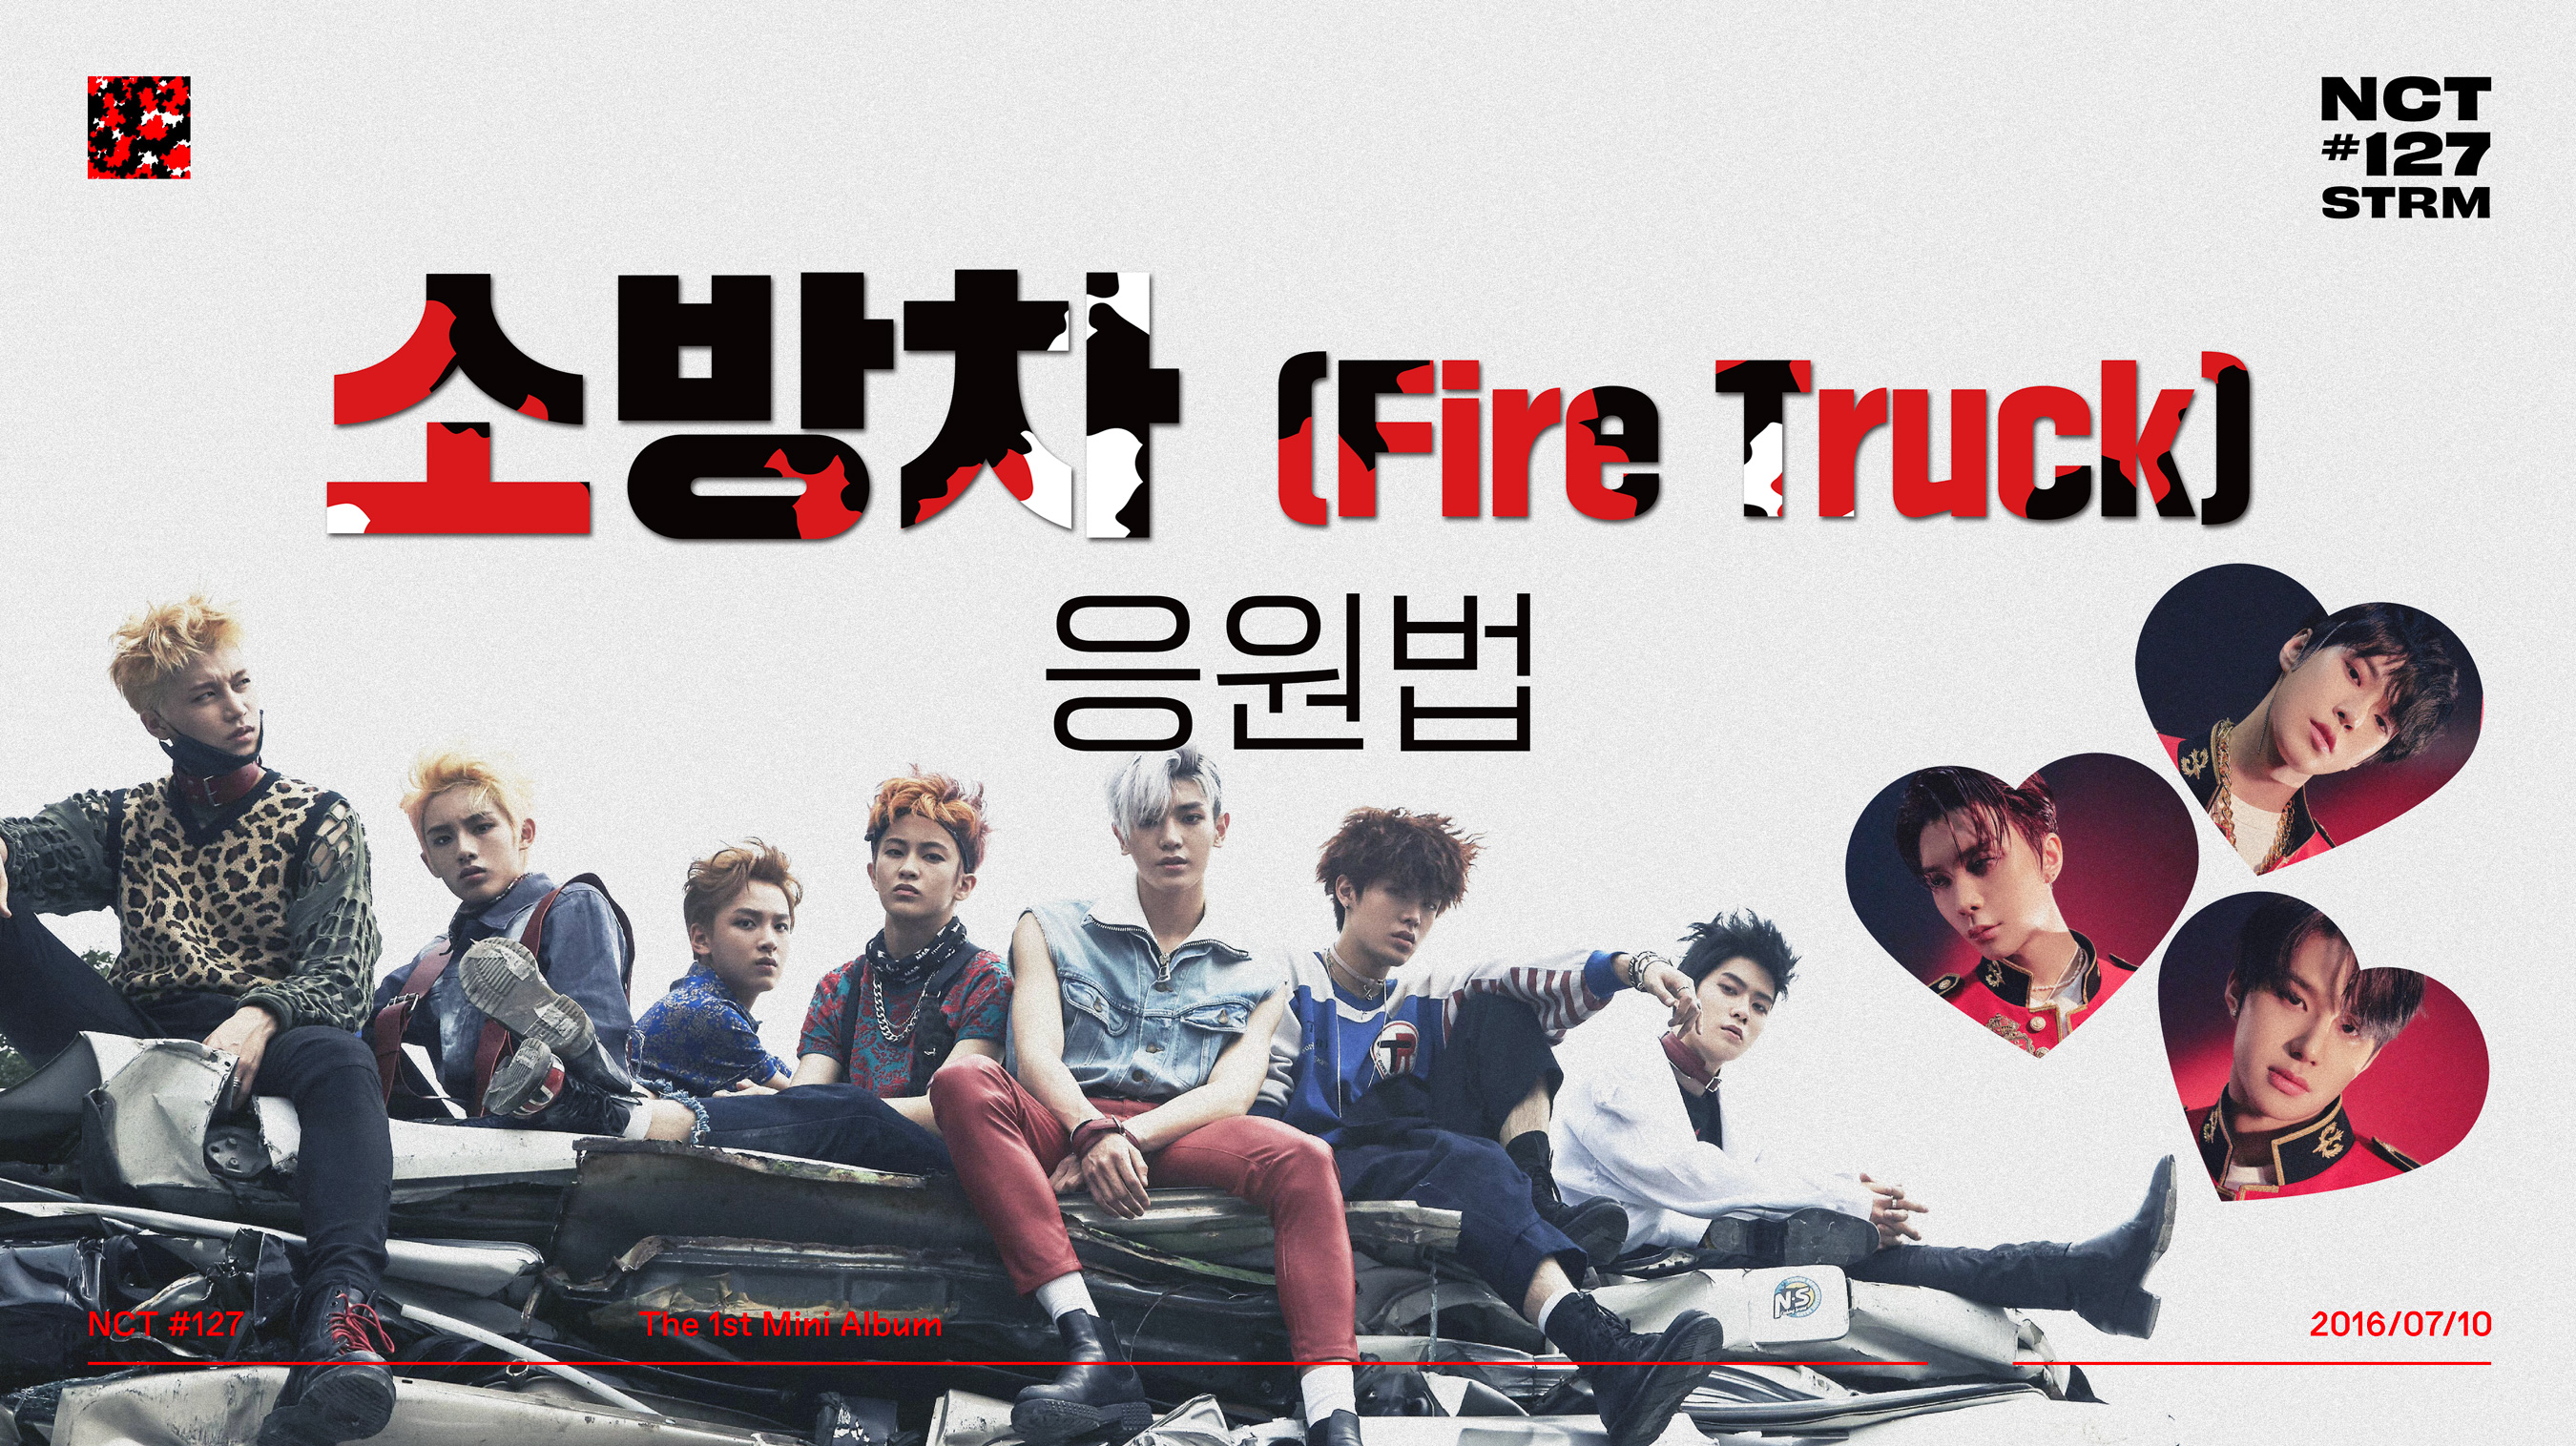 NCT
#127
STRM
소방차 (Fire Truck)
응원법
NCT #127 The 1st Mini Album 2016/07/10